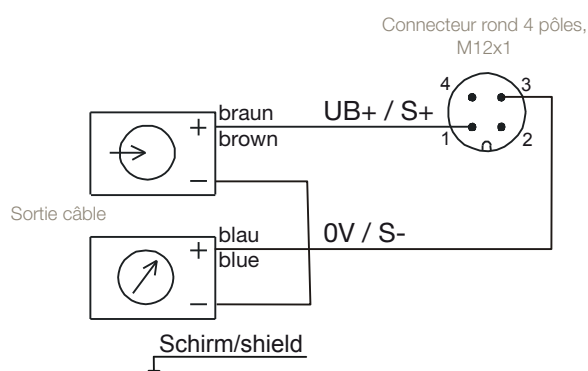 Connecteur rond 4 pôles,
M12x1
4
3
braun
UB+ / S+
+
brown
1
2
–
Sortie câble
blau
0V / S-
+
blue
–
Schirm/shield